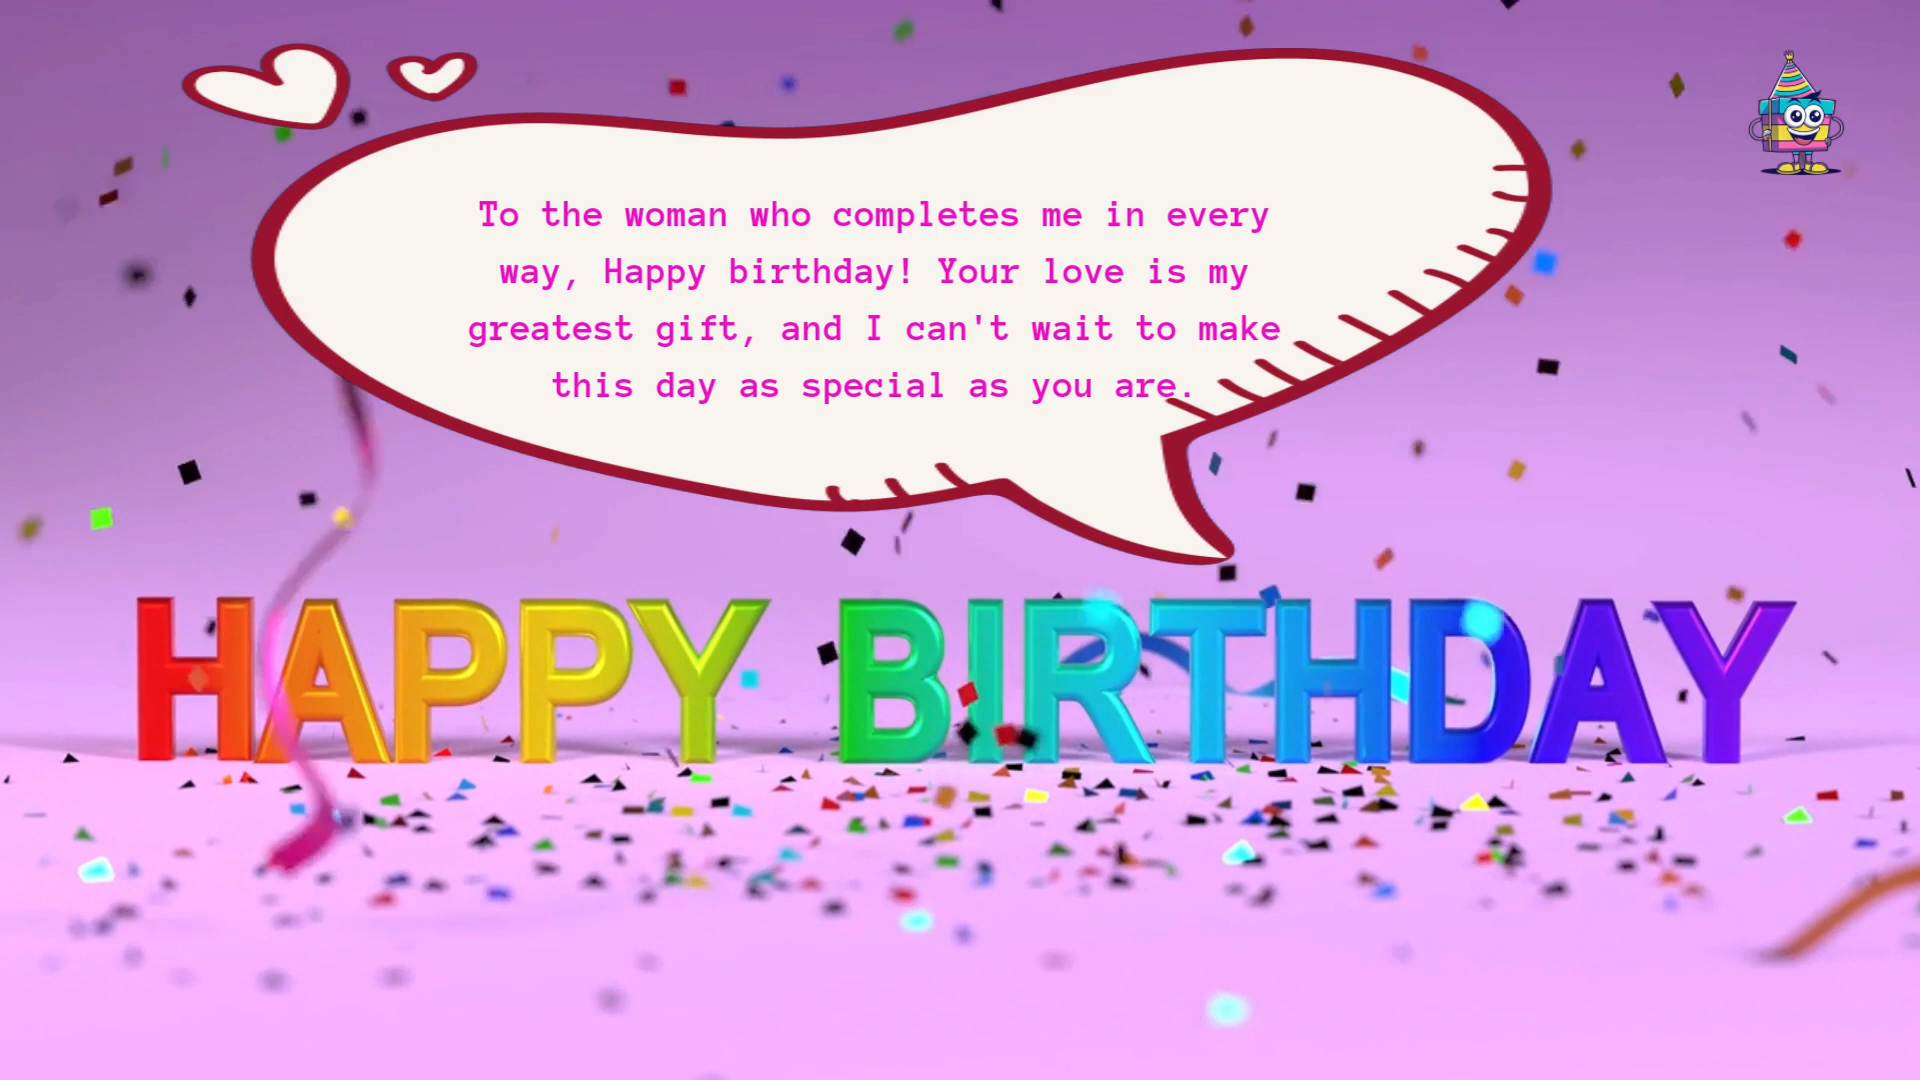 To the woman who completes me in every
way, Happy birthday! Your love is my
greatest gift, and I can't wait to make
this day as special as you are.
HAPPY BIRTHDAY